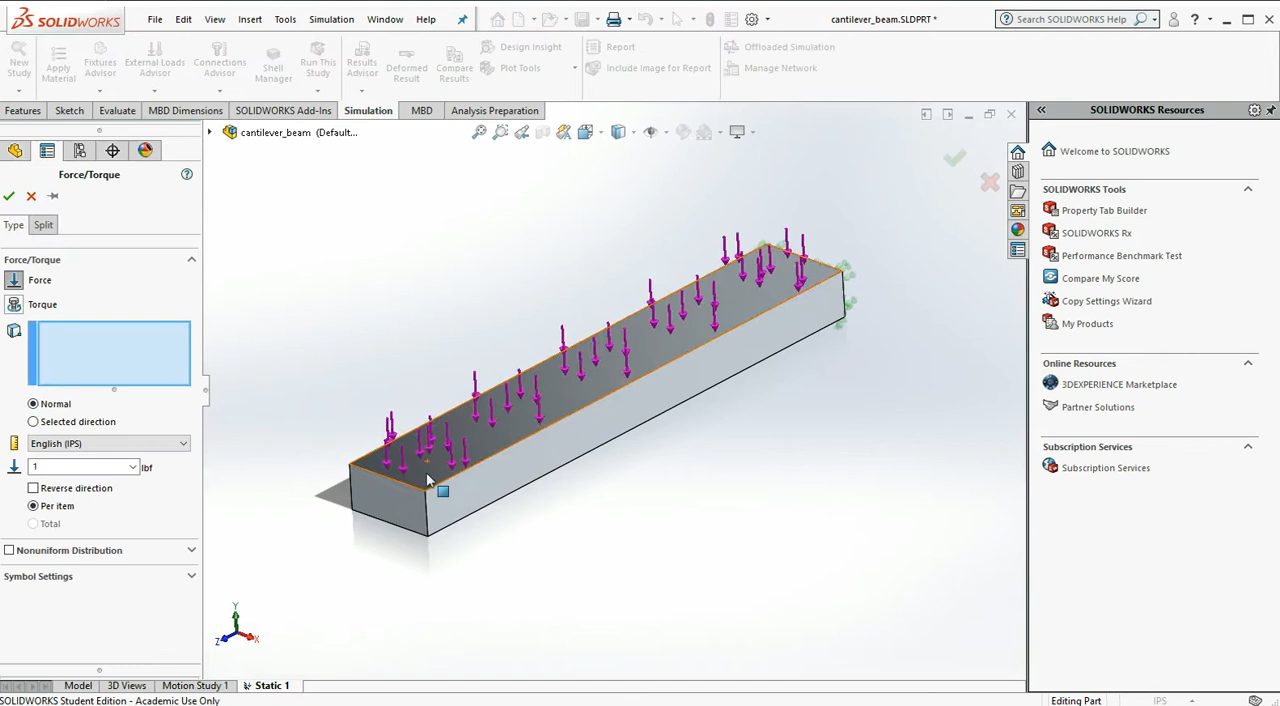 SOLIDWORKS File Edit View Insert Tools Simulation Window Help cantilever_beam.SLDPRT * Search SOLIDWORKS Help ?
New Study
Apply Material
Fixtures Advisor
External Loads Advisor
Connections Advisor
Shell Manager
Run This Study
Results Advisor
Deformed Result
Compare Results
Design Insight
Plot Tools
Report
Include Image for Report
Offloaded Simulation
Manage Network
Features Sketch Evaluate MBD Dimensions SOLIDWORKS Add-Ins Simulation MBD Analysis Preparation
cantilever_beam (Default...
Force/Torque
Type Split
Force/Torque
Force
Torque
Normal
Selected direction
English (IPS)
1 lbf
Reverse direction
Per item
Total
Nonuniform Distribution
Symbol Settings
Y
Z X
SOLIDWORKS Resources
Welcome to SOLIDWORKS
SOLIDWORKS Tools
Property Tab Builder
SOLIDWORKS Rx
Performance Benchmark Test
Compare My Score
Copy Settings Wizard
My Products
Online Resources
3DEXPERIENCE Marketplace
Partner Solutions
Subscription Services
Subscription Services
Model 3D Views Motion Study 1 Static 1
SOLIDWORKS Student Edition - Academic Use Only Editing Part IPS